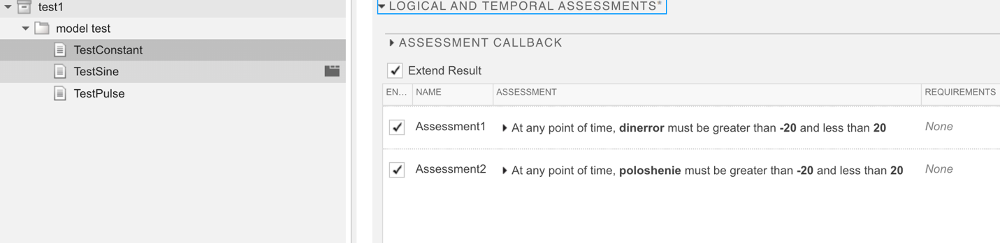 test1
model test
TestConstant
TestSine
TestPulse
LOGICAL AND TEMPORAL ASSESSMENTS*
ASSESSMENT CALLBACK
Extend Result
EN... NAME ASSESSMENT REQUIREMENTS
Assessment1 At any point of time, dinerror must be greater than -20 and less than 20 None
Assessment2 At any point of time, poloshenie must be greater than -20 and less than 20 None